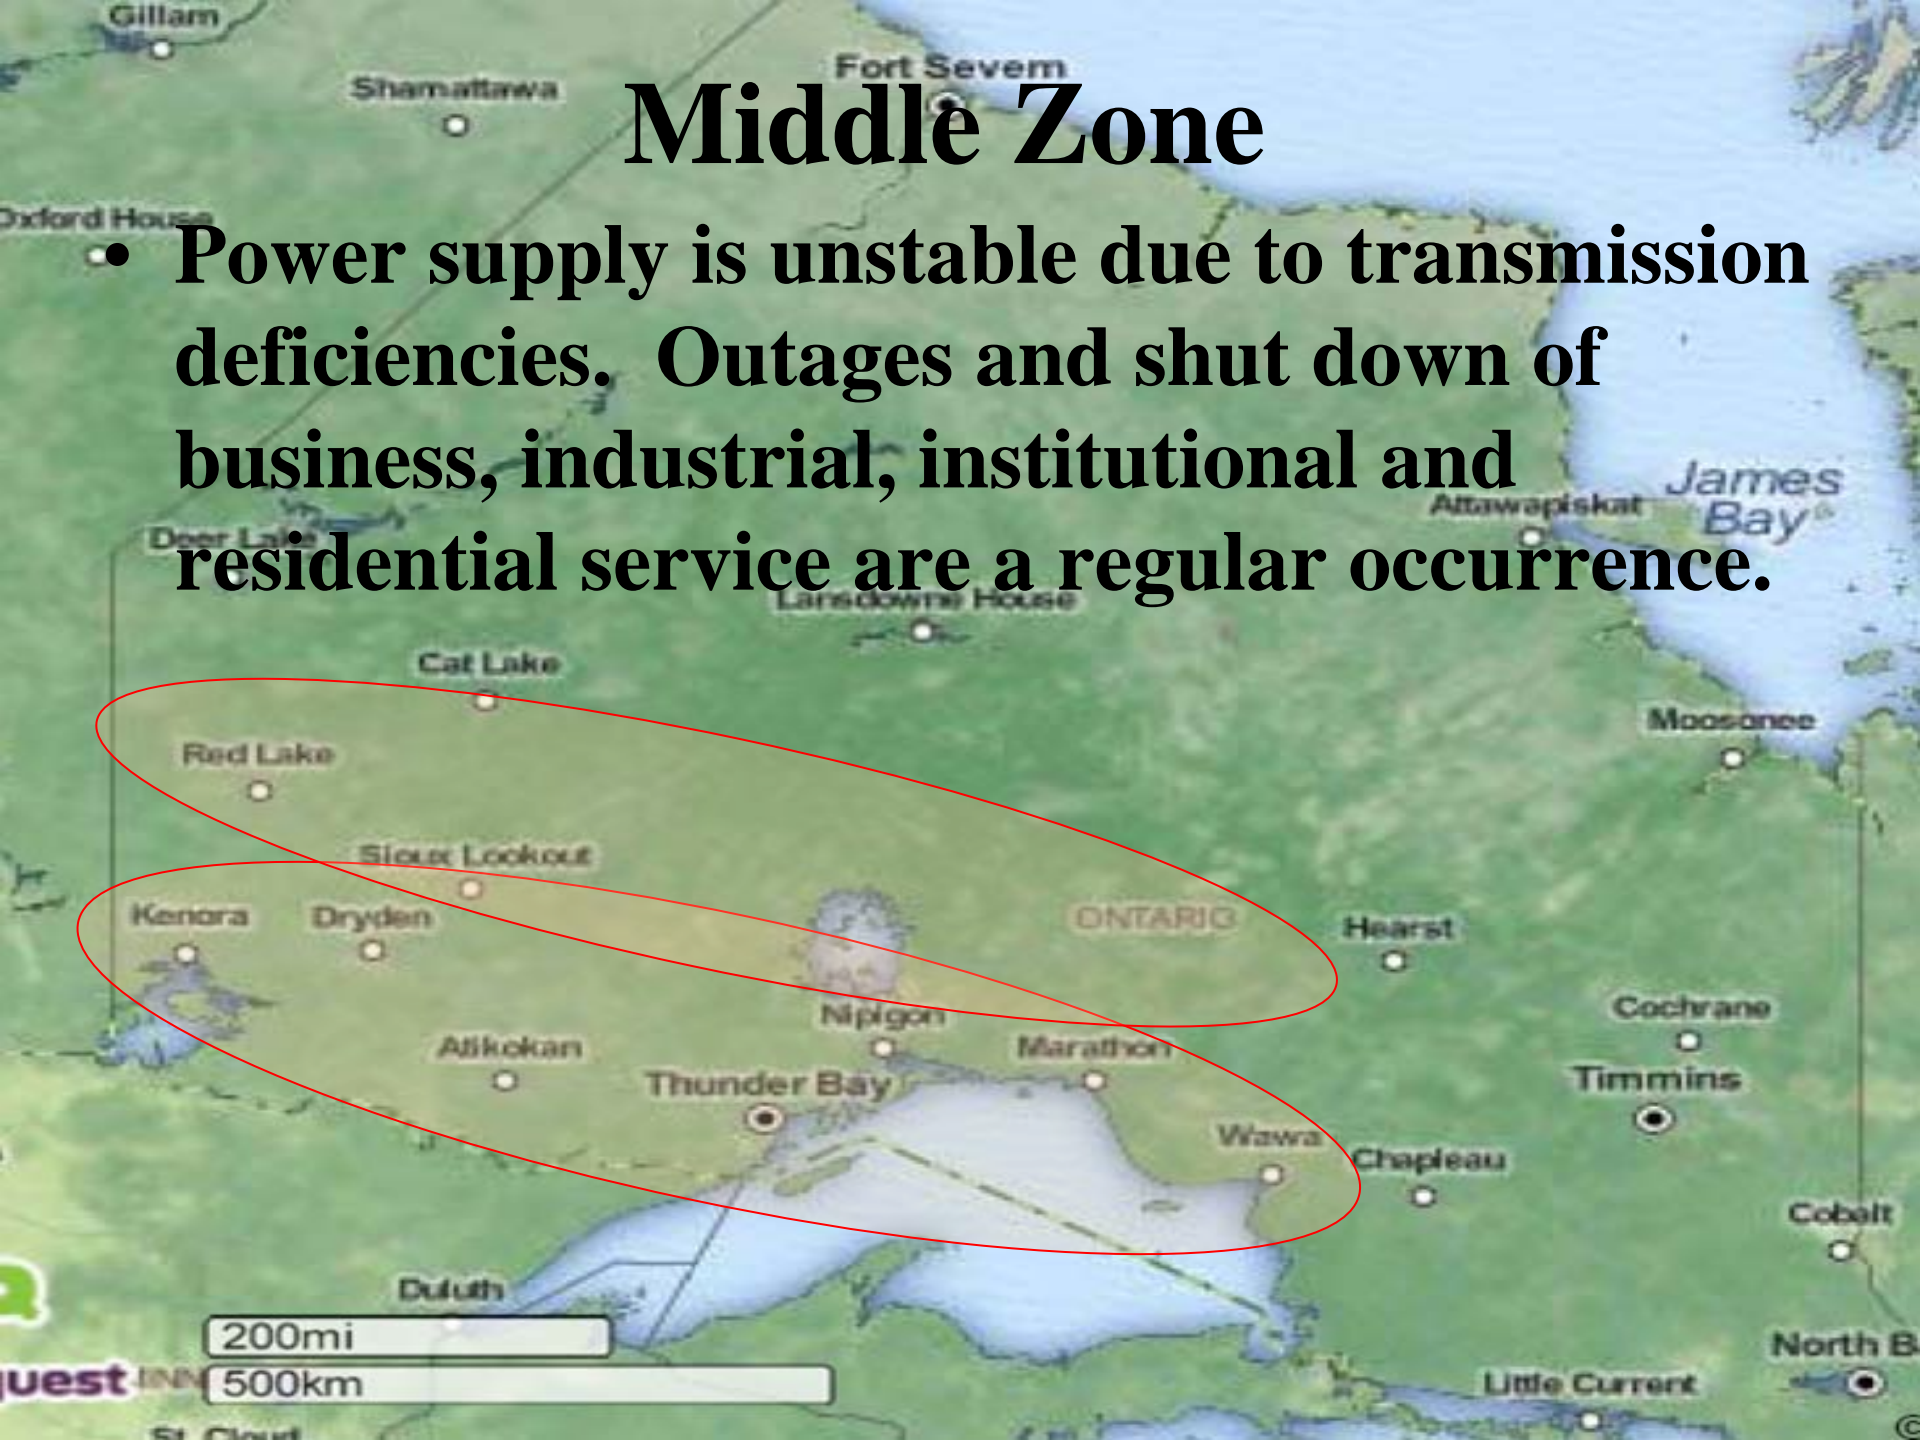 Gillam
Fort Severn
Shamattawa
Middle Zone
Oxford House
• Power supply is unstable due to transmission
deficiencies.  Outages and shut down of
business, industrial, institutional and
residential service are a regular occurrence.
James
Bay
Attawapiskat
Deer Lake
Lansdowne House
Cat Lake
Moosonee
Red Lake
Sioux Lookout
Kenora
Dryden
ONTARIO
Hearst
Nipigon
Cochrane
Atikokan
Marathon
Thunder Bay
Timmins
Wawa
Chapleau
Cobalt
Duluth
200mi
North B
quest
500km
Little Current
St. Cloud
©